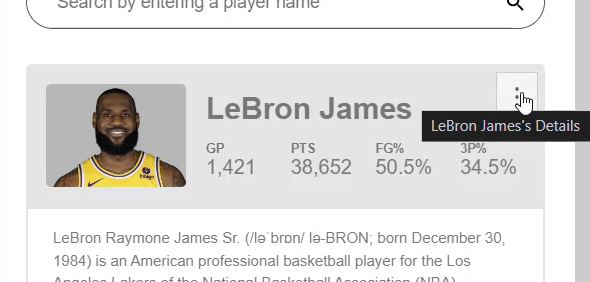 Search by entering a player name
LeBron James
LeBron James's Details
GP PTS FG% 3P%
1,421 38,652 50.5% 34.5%
LeBron Raymone James Sr. (/ləˈbrɒn/ lə-BRON; born December 30,
1984) is an American professional basketball player for the Los
Angeles Lakers of the National Basketball Association (NBA)